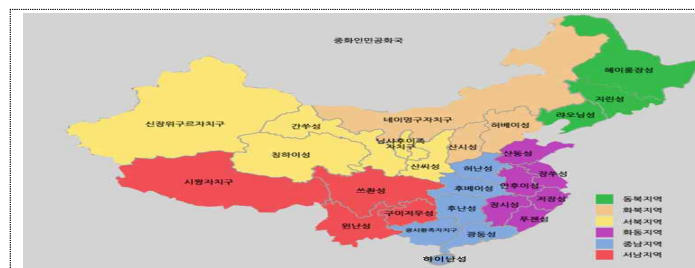 중화인민공화국
헤이룽장성
지린성
랴오닝성
네이멍구자치구
허베이성
신장위구르자치구
간쑤성
닝샤후이족
자치구
산시성
산둥성
칭하이성
산씨성
허난성
장쑤성
안후이성
시짱자치구
쓰촨성
후베이성
저장성
구이저우성
후난성
장시성
푸젠성
윈난성
광시좡족자치구
광둥성
하이난성
동북지역
화북지역
서북지역
화동지역
중남지역
서남지역